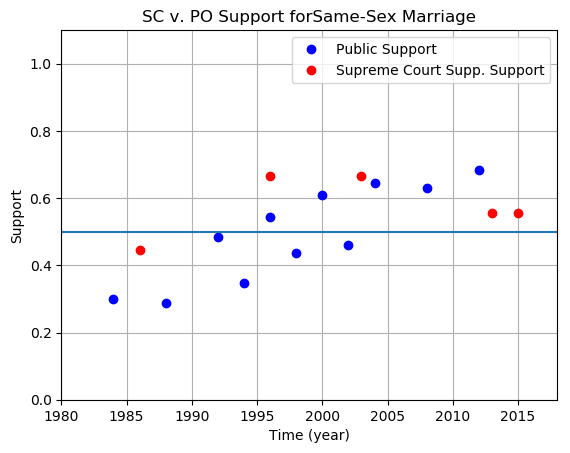 SC v. PO Support forSame-Sex Marriage
Public Support
Supreme Court Supp. Support
1.0
0.8
0.6
0.4
0.2
0.0
Support
1980 1985 1990 1995 2000 2005 2010 2015
Time (year)